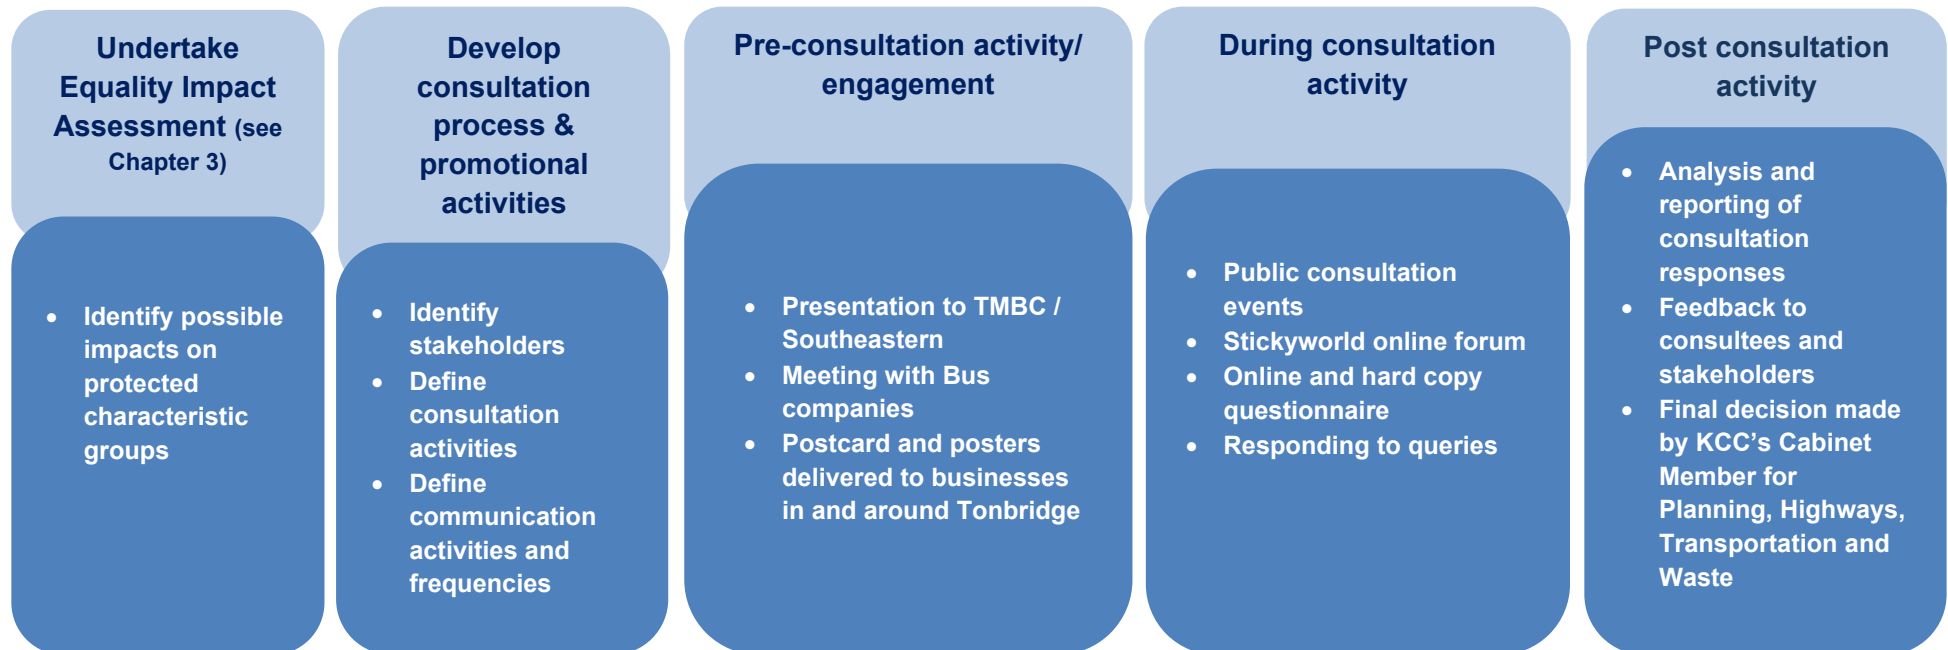 Undertake
Equality Impact
Assessment (see
Chapter 3)
• Identify possible
impacts on
protected
characteristic
groups
Develop
consultation
process &
promotional
activities
• Identify
stakeholders
• Define
consultation
activities
• Define
communication
activities and
frequencies
Pre-consultation activity/
engagement
• Presentation to TMBC /
Southeastern
• Meeting with Bus
companies
• Postcard and posters
delivered to businesses
in and around Tonbridge
During consultation
activity
• Public consultation
events
• Stickyworld online forum
• Online and hard copy
questionnaire
• Responding to queries
Post consultation
activity
• Analysis and
reporting of
consultation
responses
• Feedback to
consultees and
stakeholders
• Final decision made
by KCC’s Cabinet
Member for
Planning, Highways,
Transportation and
Waste